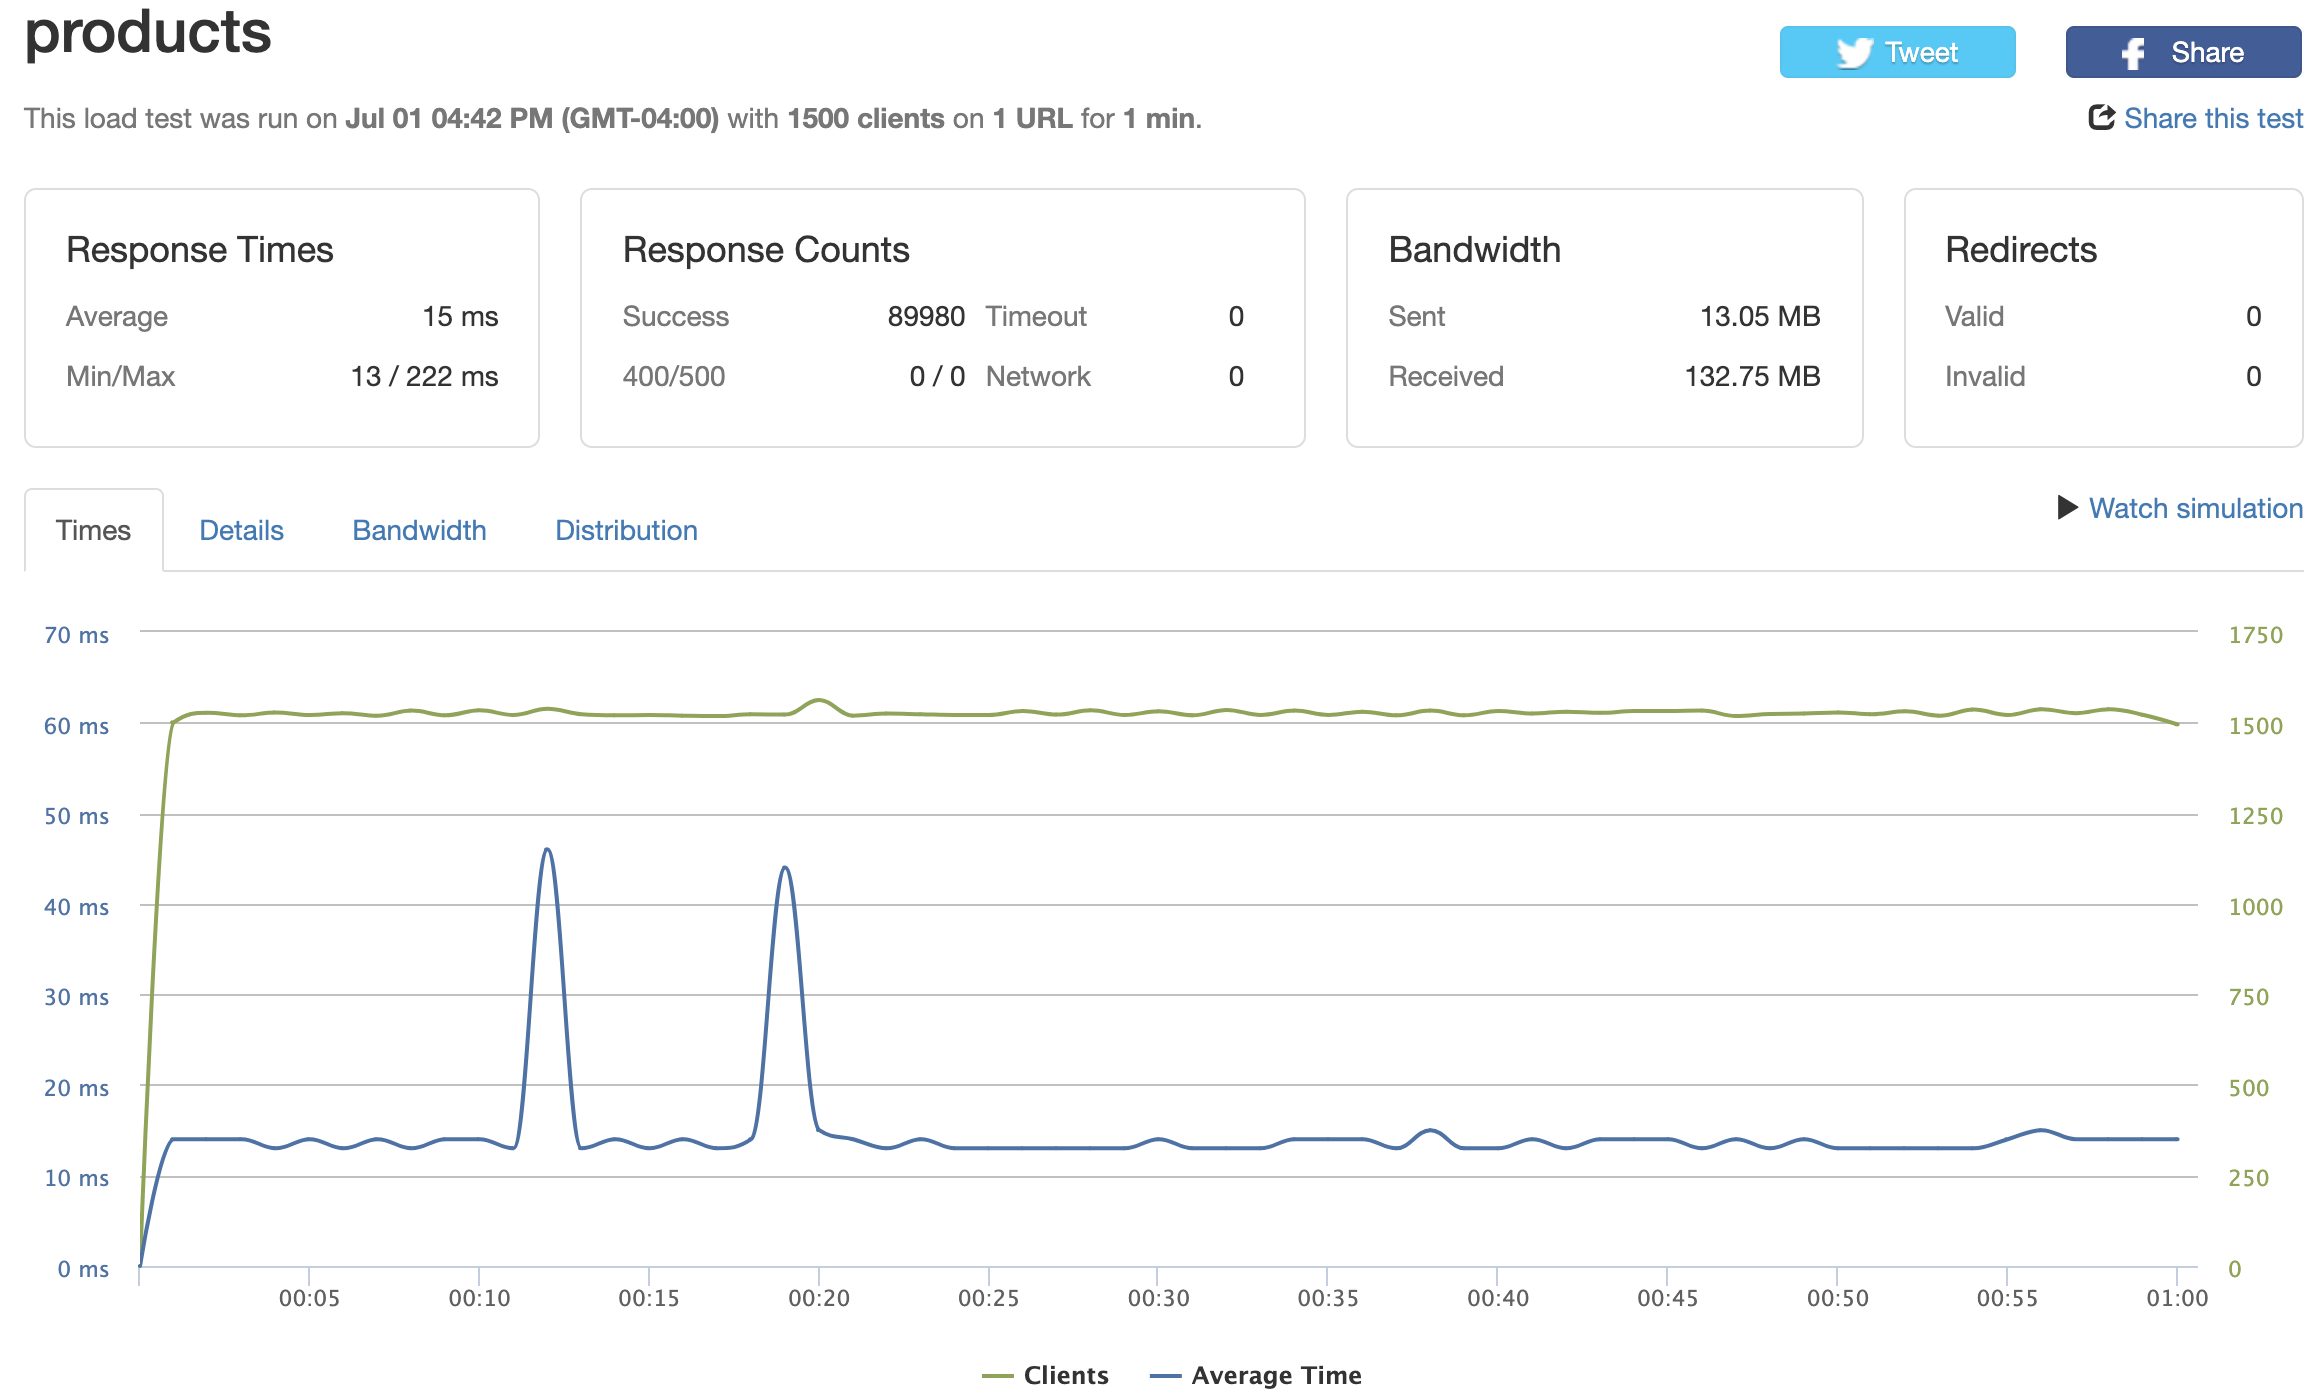 products
Tweet
Share
This load test was run on Jul 01 04:42 PM (GMT-04:00) with 1500 clients on 1 URL for 1 min.
Share this test
Response Times
Average 15 ms
Min/Max 13 / 222 ms
Response Counts
Success 89980 Timeout 0
400/500 0 / 0 Network 0
Bandwidth
Sent 13.05 MB
Received 132.75 MB
Redirects
Valid 0
Invalid 0
Times Details Bandwidth Distribution
Watch simulation
70 ms 1750
60 ms 1500
50 ms 1250
40 ms 1000
30 ms 750
20 ms 500
10 ms 250
0 ms 0
00:05 00:10 00:15 00:20 00:25 00:30 00:35 00:40 00:45 00:50 00:55 01:00
Clients Average Time